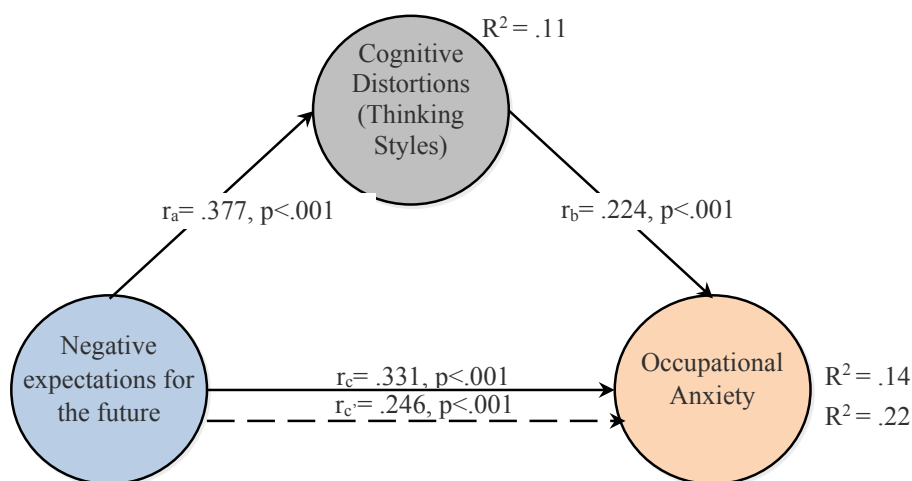 R² = .11
Cognitive
Distortions
(Thinking
Styles)
rₐ= .377, p<.001
r_b= .224, p<.001
Negative
expectations for
the future
r_c= .331, p<.001
r_c’= .246, p<.001
Occupational
Anxiety
R² = .14
R² = .22